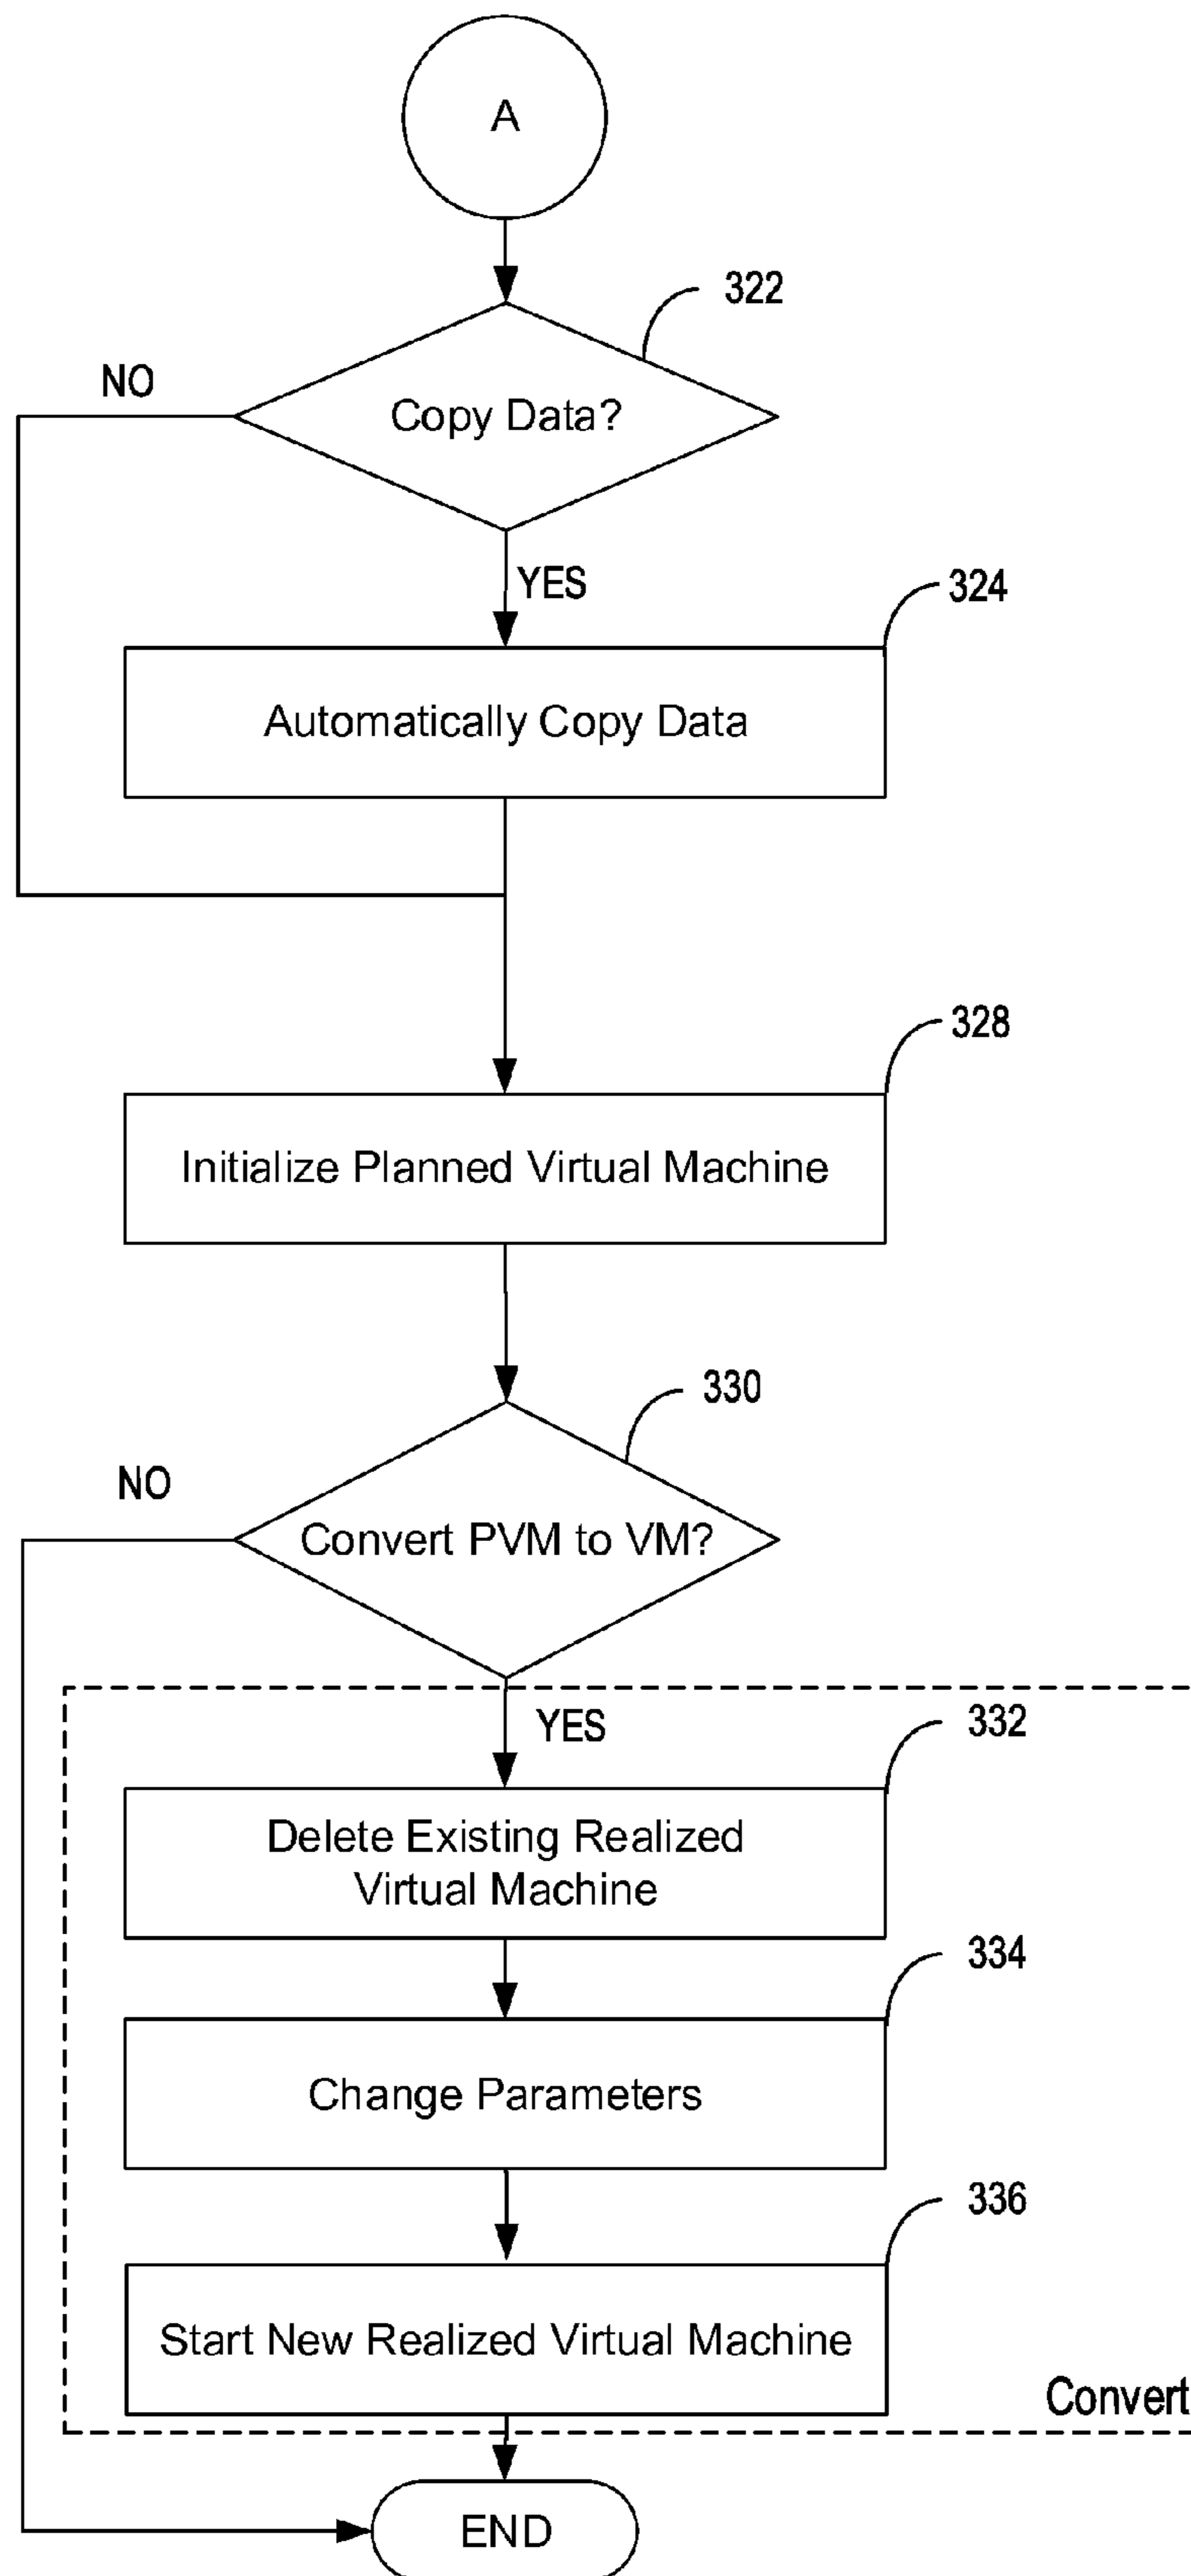 A
322
NO
Copy Data?
YES
324
Automatically Copy Data
328
Initialize Planned Virtual Machine
330
NO
Convert PVM to VM?
YES
332
Delete Existing Realized
Virtual Machine
334
Change Parameters
336
Start New Realized Virtual Machine
Convert
END